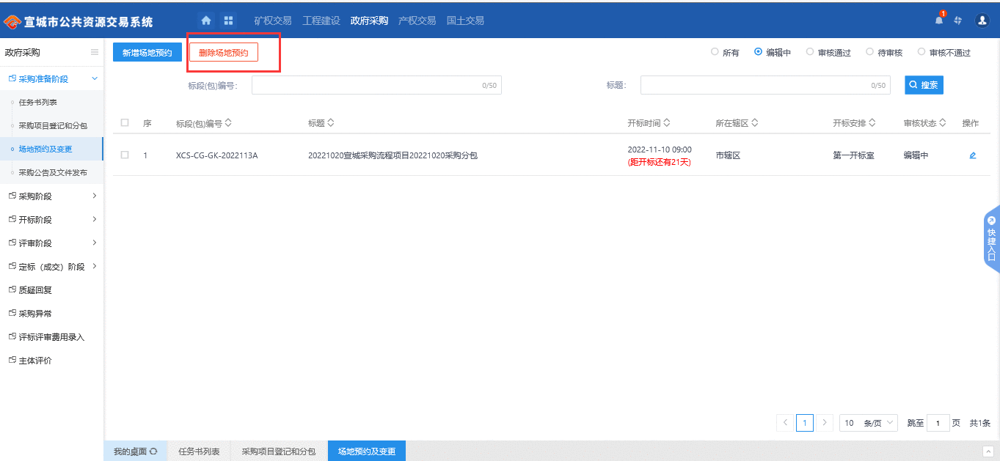 宣城市公共资源交易系统
矿权交易 工程建设 政府采购 产权交易 国土交易
1
政府采购
采购准备阶段
任务书列表
采购项目登记和分包
场地预约及变更
采购公告及文件发布
采购阶段
开标阶段
评审阶段
定标（成交）阶段
质疑回复
采购异常
评标评审费用录入
主体评价
新增场地预约 删除场地预约
所有 编辑中 审核通过 待审核 审核不通过
标段(包)编号： 0/50 标题： 0/50 搜索
序 标段(包)编号 标题 开标时间 所在辖区 开标安排 审核状态 操作
1 XCS-CG-GK-2022113A 20221020宣城采购流程项目20221020采购分包 2022-11-10 09:00 市辖区 第一开标室 编辑中
(距开标还有21天)
快捷入口
1 10 条/页 跳至 1 页 共1条
我的桌面 任务书列表 采购项目登记和分包 场地预约及变更